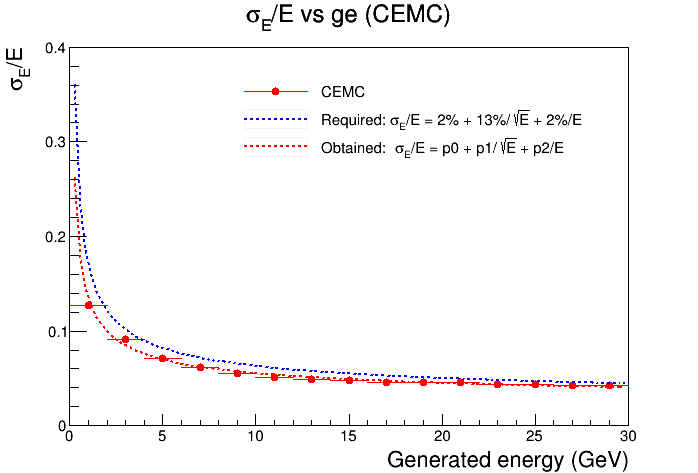 σ_E/E vs ge (CEMC)
σ_E/E
0.4
0.3
0.2
0.1
0
CEMC
Required: σ_E/E = 2% + 13%/√E + 2%/E
Obtained: σ_E/E = p0 + p1/√E + p2/E
0 5 10 15 20 25 30
Generated energy (GeV)